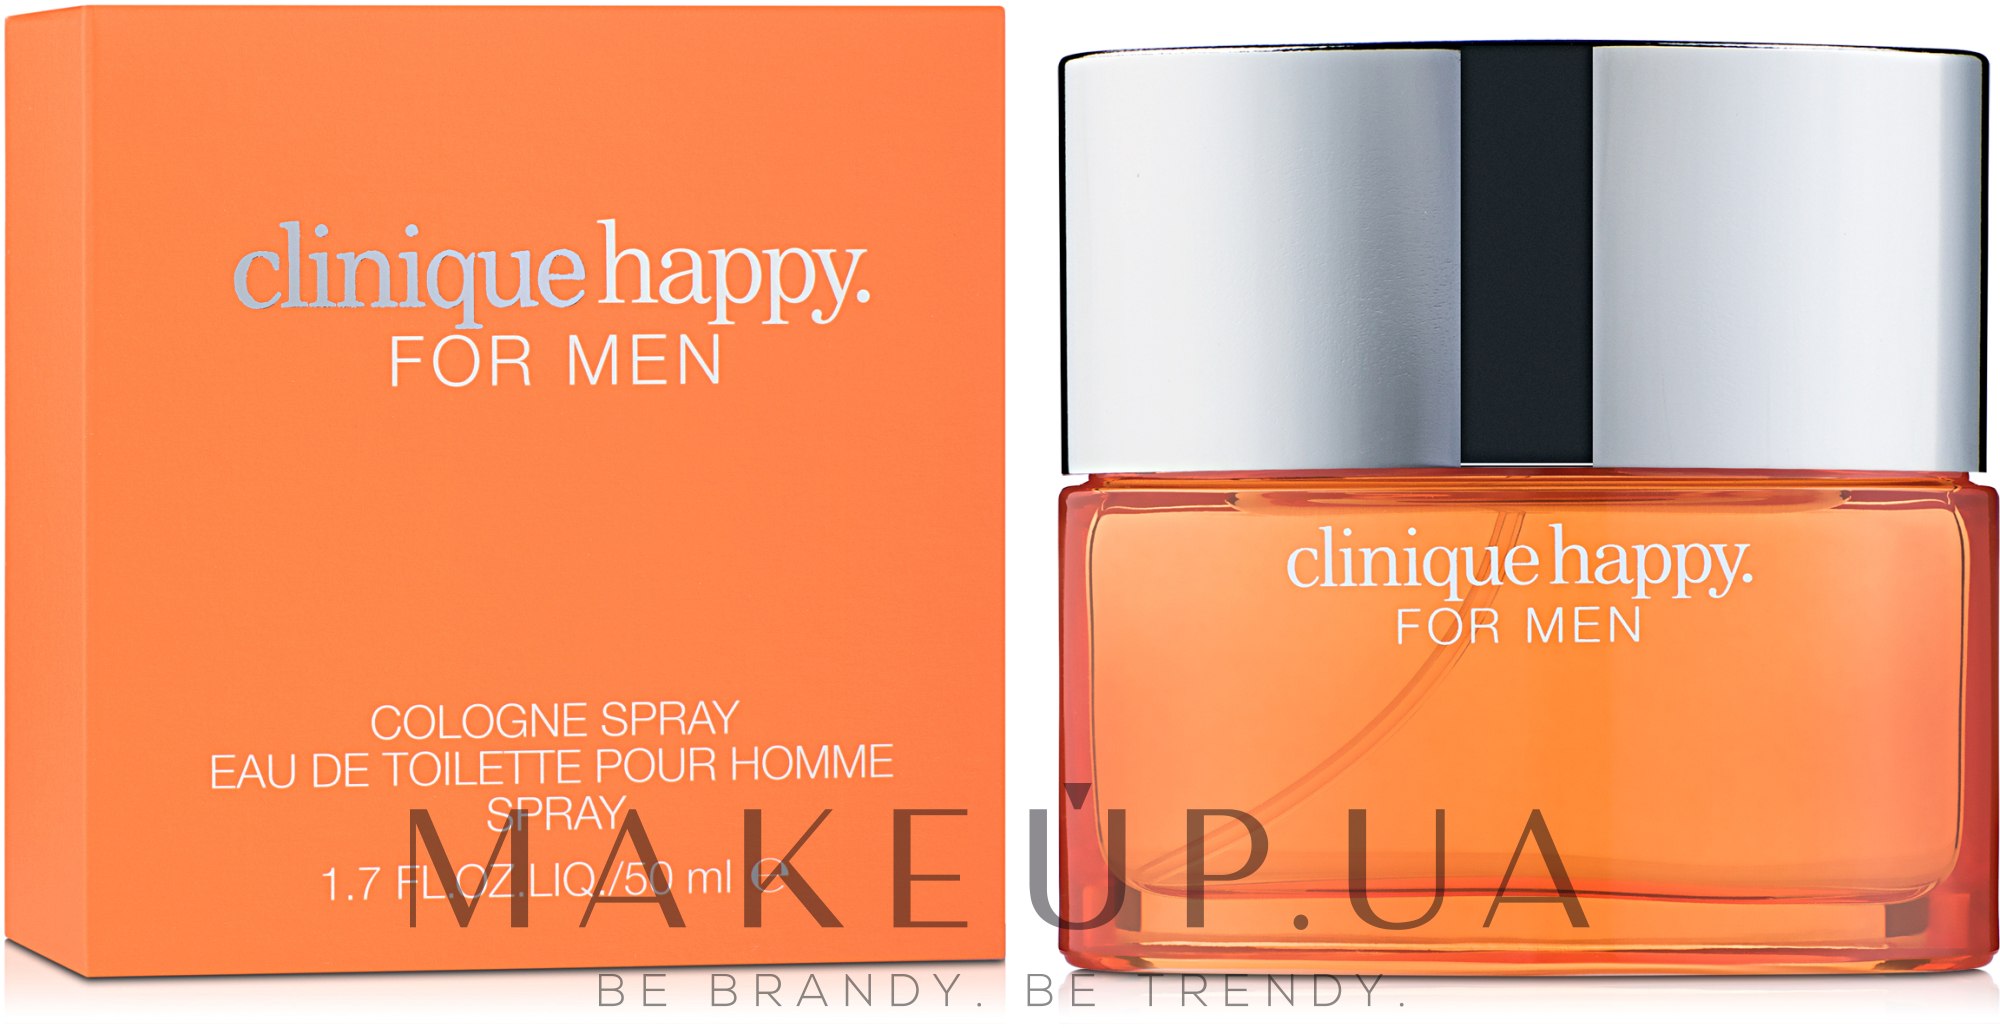 clinique happy.
FOR MEN
COLOGNE SPRAY
EAU DE TOILETTE POUR HOMME
SPRAY
1.7 FL.OZ.LIQ./50 ml ℮
clinique happy.
FOR MEN
MAKEUP.UA
BE BRANDY. BE TRENDY.